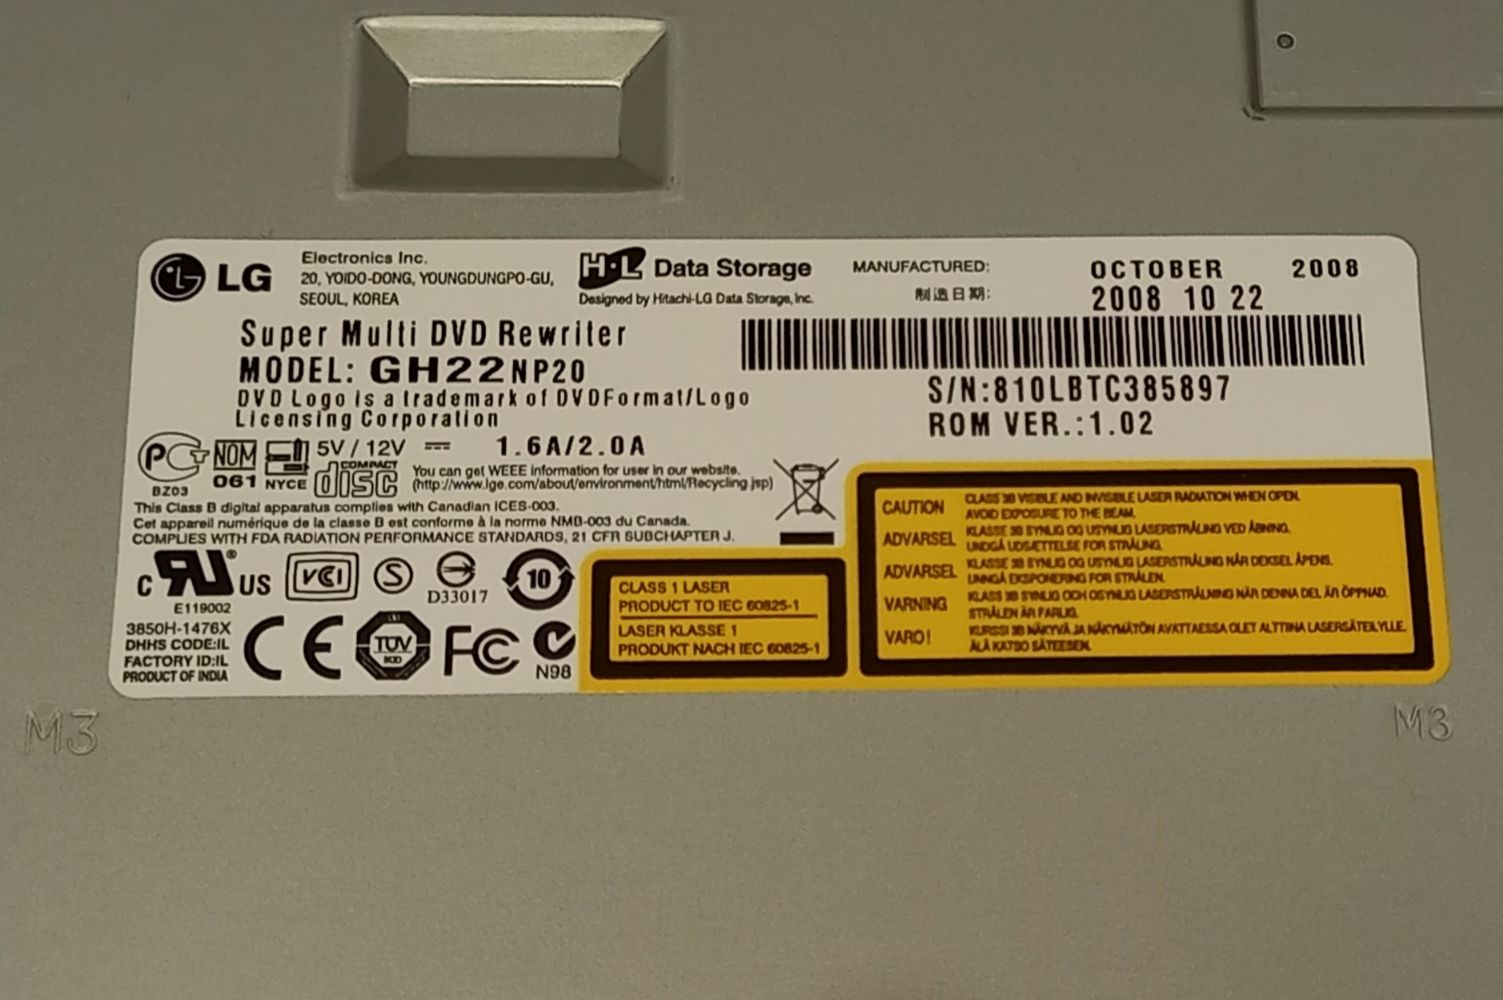 LG
Electronics Inc.
20, YOIDO-DONG, YOUNGDUNGPO-GU,
SEOUL, KOREA
H·L Data Storage
Designed by Hitachi-LG Data Storage, Inc.
MANUFACTURED: OCTOBER 2008
制造日期: 2008 10 22
Super Multi DVD Rewriter
MODEL: GH22NP20
DVD Logo is a trademark of DVDFormat/Logo
Licensing Corporation
S/N:810LBTC385897
ROM VER.:1.02
5V / 12V 1.6A/2.0A
PCT
BZ03
NOM
061
NYCE
COMPACT
disc
You can get WEEE information for user in our website.
(http://www.lge.com/about/environment/html/Recycling.jsp)
This Class B digital apparatus complies with Canadian ICES-003.
Cet appareil numérique de la classe B est conforme à la norme NMB-003 du Canada.
COMPLIES WITH FDA RADIATION PERFORMANCE STANDARDS, 21 CFR SUBCHAPTER J.
C RU® US
E119002
VCI
S
D33017
10
3850H-1476X
DHHS CODE:IL
FACTORY ID:IL
PRODUCT OF INDIA
CE
TUV
FC
N98
CLASS 1 LASER
PRODUCT TO IEC 60825-1
LASER KLASSE 1
PRODUKT NACH IEC 60825-1
CAUTION CLASS 3B VISIBLE AND INVISIBLE LASER RADIATION WHEN OPEN.
AVOID EXPOSURE TO THE BEAM.
ADVARSEL KLASSE 3B SYNLIG OG USYNLIG LASERSTRÅLING VED ÅBNING.
UNDGÅ UDSÆTTELSE FOR STRÅLING.
ADVARSEL KLASSE 3B SYNLIG OG USYNLIG LASERSTRÅLING NÅR DEKSEL ÅPENS.
UNNGÅ EKSPONERING FOR STRÅLEN.
VARNING KLASS 3B SYNLIG OCH OSYNLIG LASERSTRÅLNING NÄR DENNA DEL ÄR ÖPPNAD.
STRÅLEN ÄR FARLIG.
VARO! KURSSI 3B NÄKYVÄ JA NÄKYMÄTÖN AVATTAESSA OLET ALTTIINA LASERSÄTEILYLLE.
ÄLÄ KATSO SÄTEESEEN.
M3
M3